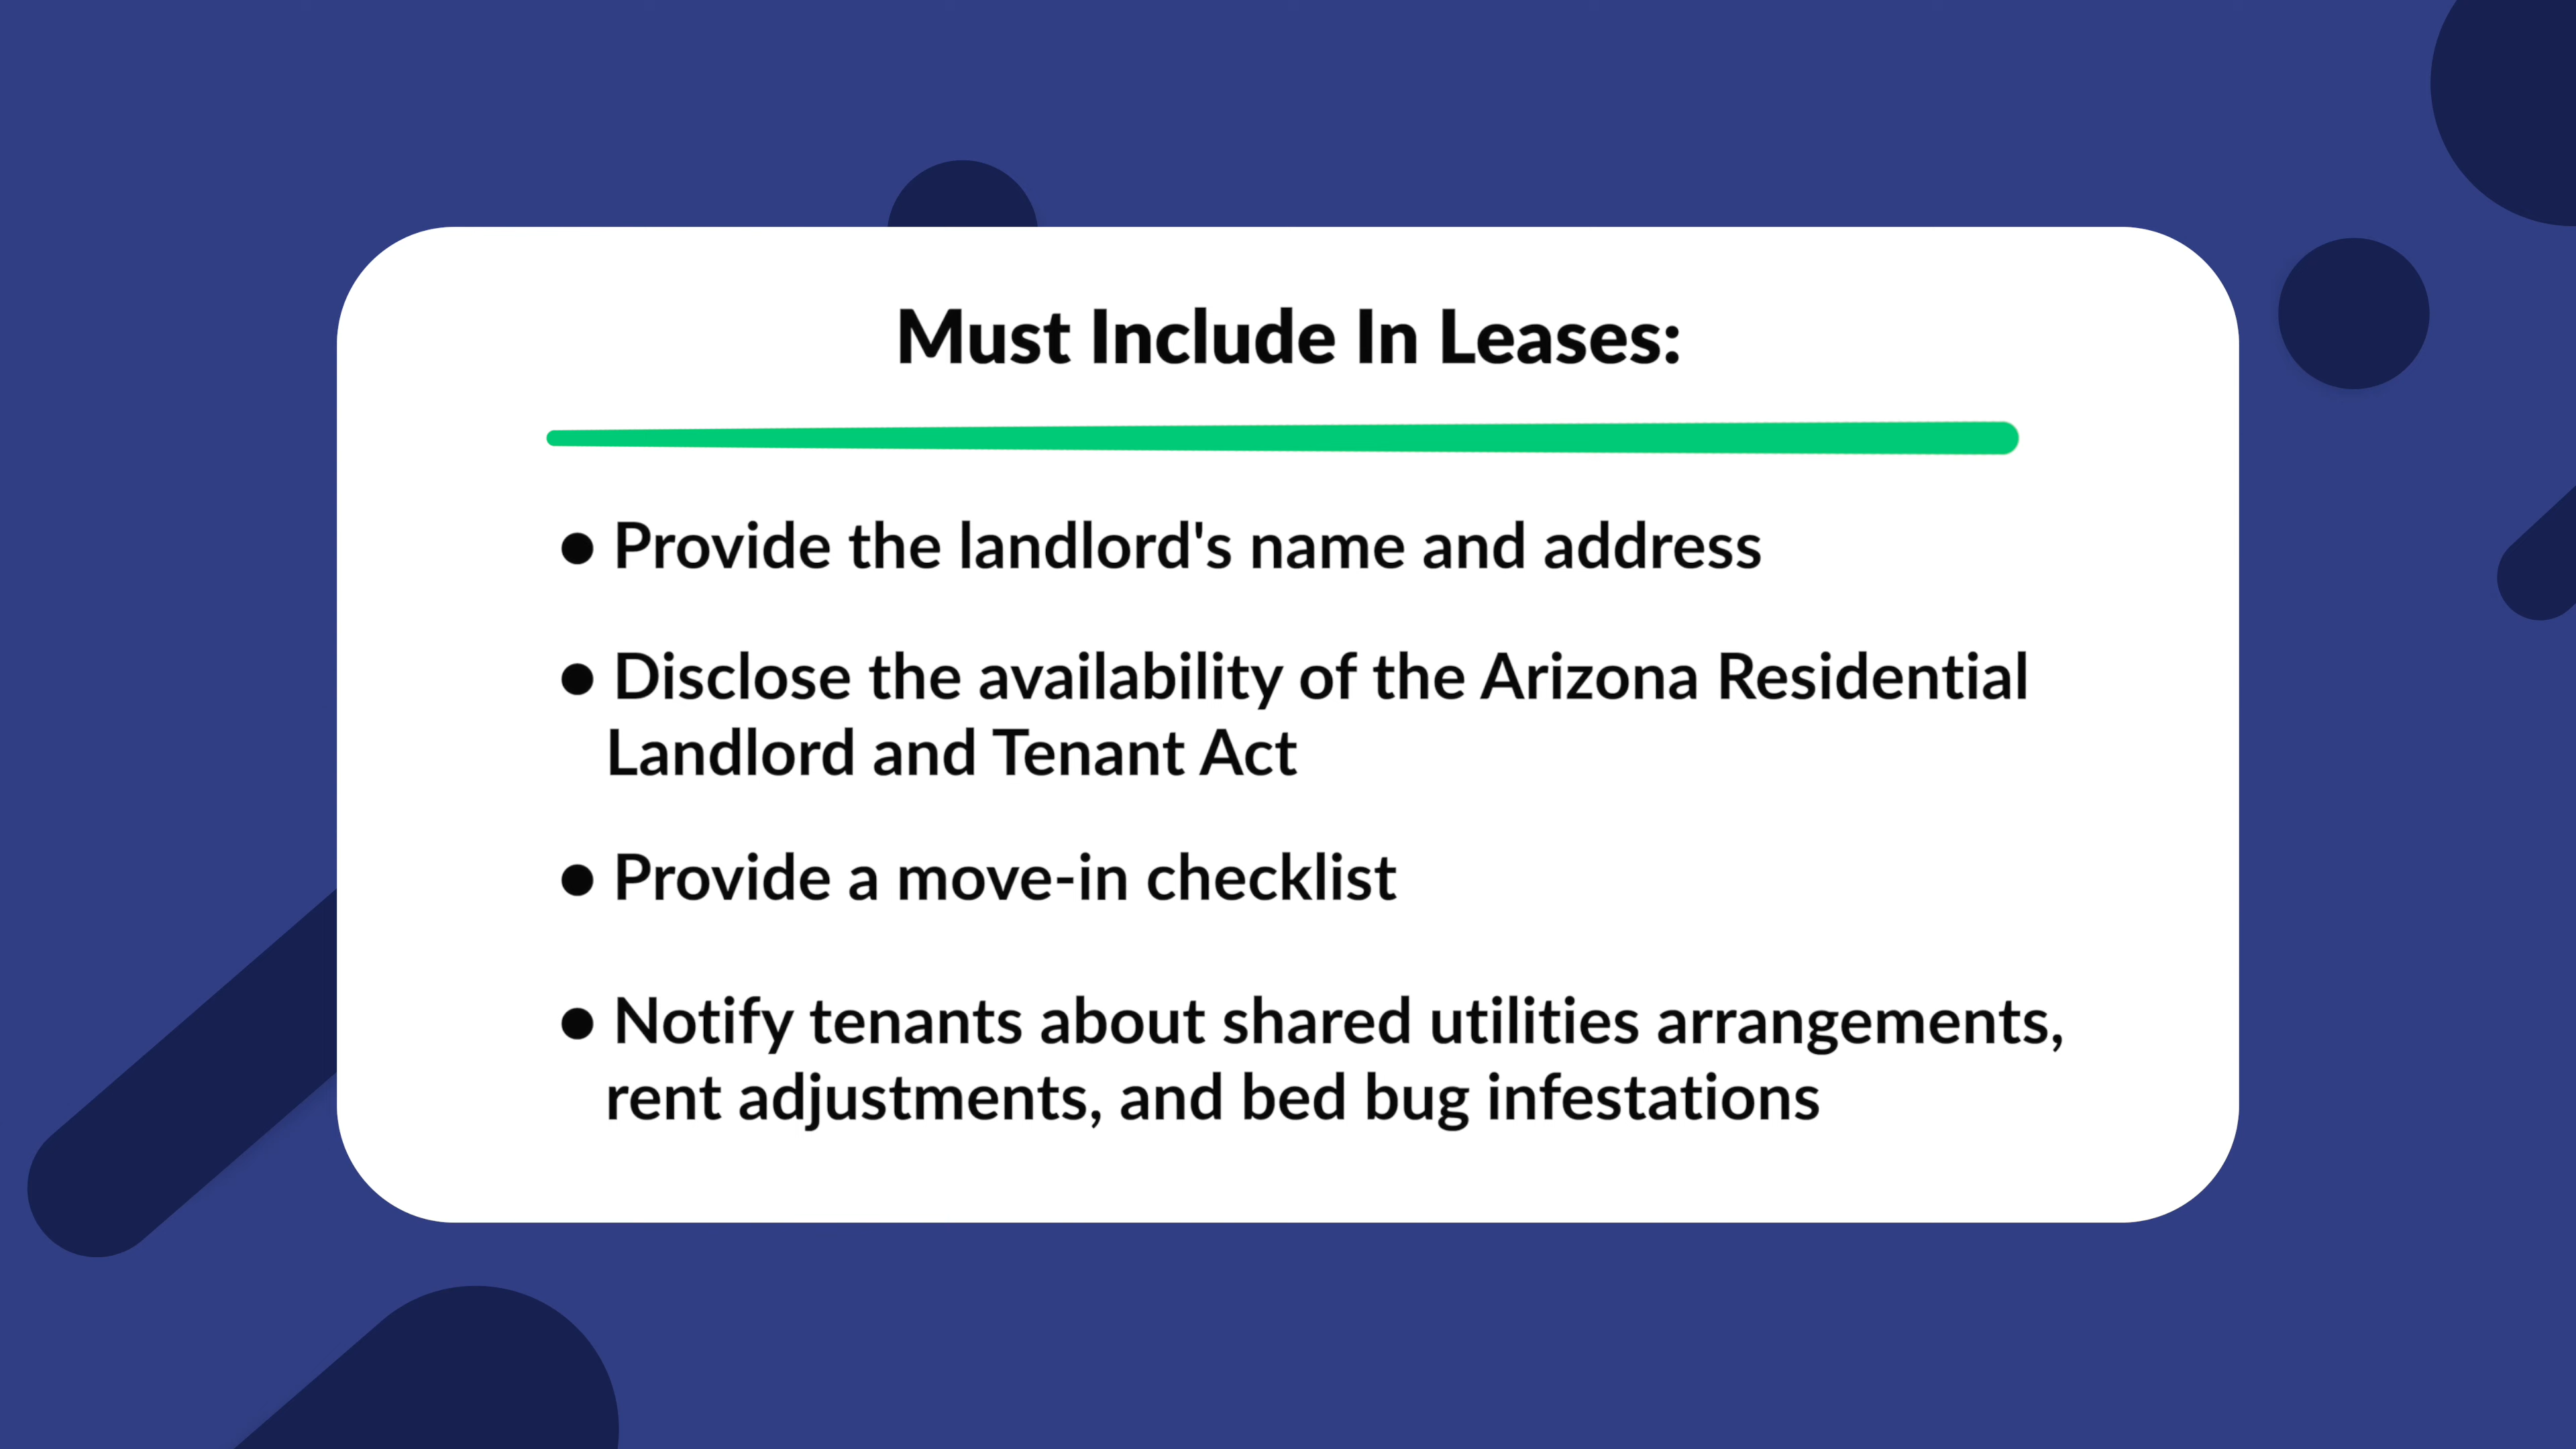 Must Include In Leases:
● Provide the landlord's name and address
● Disclose the availability of the Arizona Residential
Landlord and Tenant Act
● Provide a move-in checklist
● Notify tenants about shared utilities arrangements,
rent adjustments, and bed bug infestations